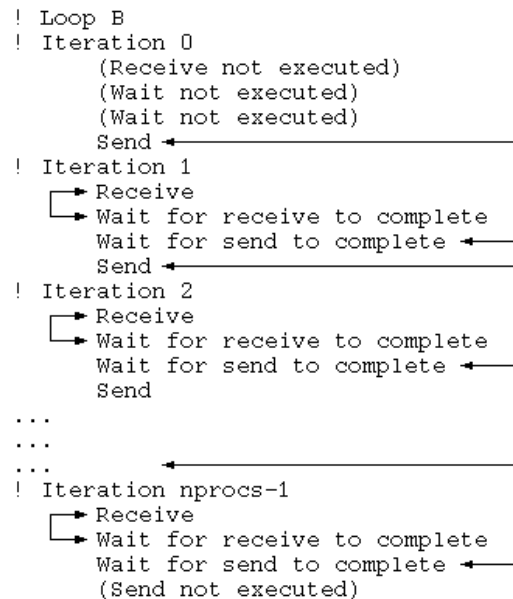 ! Loop B
! Iteration 0
(Receive not executed)
(Wait not executed)
(Wait not executed)
Send
! Iteration 1
Receive
Wait for receive to complete
Wait for send to complete
Send
! Iteration 2
Receive
Wait for receive to complete
Wait for send to complete
Send
...
...
...
! Iteration nprocs-1
Receive
Wait for receive to complete
Wait for send to complete
(Send not executed)